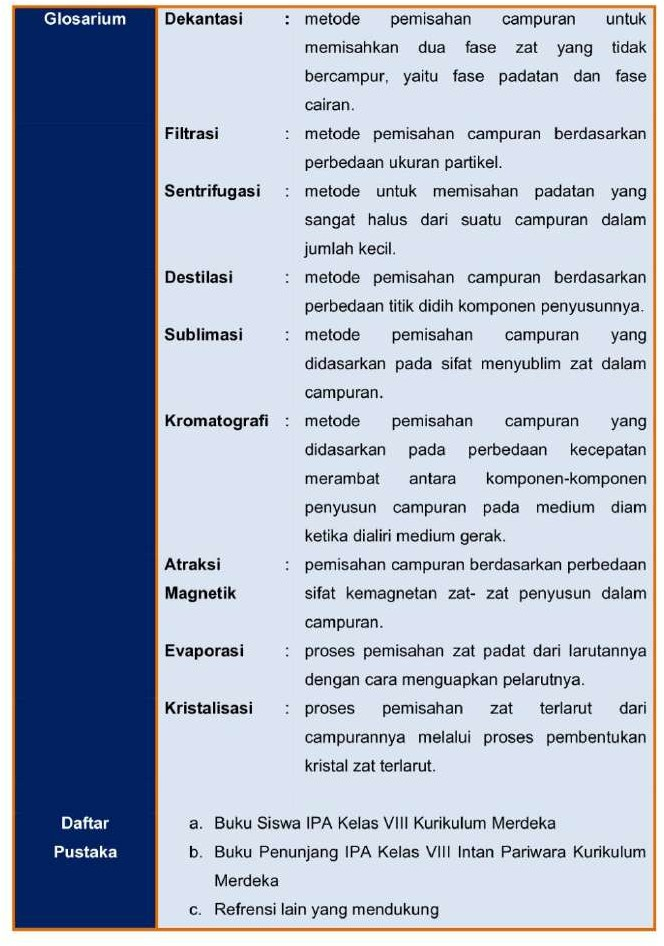 Glosarium Dekantasi : metode pemisahan campuran untuk
memisahkan dua fase zat yang tidak
bercampur, yaitu fase padatan dan fase
cairan.
Filtrasi : metode pemisahan campuran berdasarkan
perbedaan ukuran partikel.
Sentrifugasi : metode untuk memisahan padatan yang
sangat halus dari suatu campuran dalam
jumlah kecil.
Destilasi : metode pemisahan campuran berdasarkan
perbedaan titik didih komponen penyusunnya.
Sublimasi : metode pemisahan campuran yang
didasarkan pada sifat menyublim zat dalam
campuran.
Kromatografi : metode pemisahan campuran yang
didasarkan pada perbedaan kecepatan
merambat antara komponen-komponen
penyusun campuran pada medium diam
ketika dialiri medium gerak.
Atraksi : pemisahan campuran berdasarkan perbedaan
Magnetik sifat kemagnetan zat- zat penyusun dalam
campuran.
Evaporasi : proses pemisahan zat padat dari larutannya
dengan cara menguapkan pelarutnya.
Kristalisasi : proses pemisahan zat terlarut dari
campurannya melalui proses pembentukan
kristal zat terlarut.
Daftar a. Buku Siswa IPA Kelas VIII Kurikulum Merdeka
Pustaka b. Buku Penunjang IPA Kelas VIII Intan Pariwara Kurikulum
Merdeka
c. Refrensi lain yang mendukung